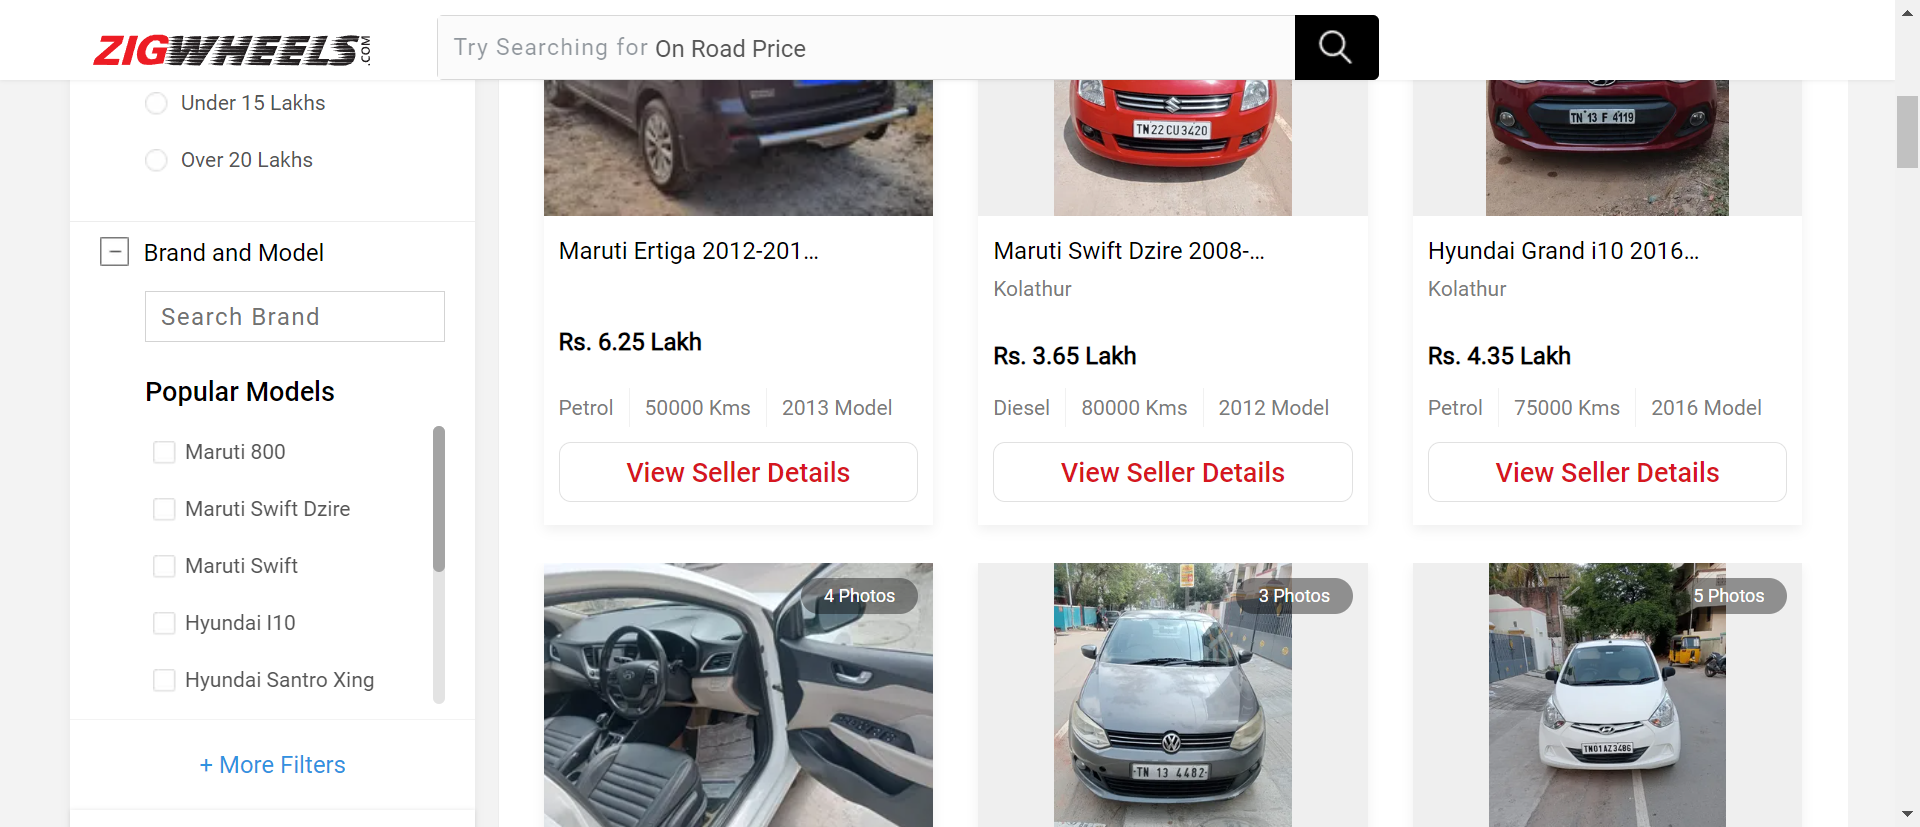 ZIGWHEELS.COM
Try Searching for On Road Price
Under 15 Lakhs
Over 20 Lakhs
Brand and Model
Search Brand
Popular Models
Maruti 800
Maruti Swift Dzire
Maruti Swift
Hyundai I10
Hyundai Santro Xing
+ More Filters
TN 22 CU 3420
TN 13 F 4119
Maruti Ertiga 2012-201...
Rs. 6.25 Lakh
Petrol 50000 Kms 2013 Model
View Seller Details
Maruti Swift Dzire 2008-...
Kolathur
Rs. 3.65 Lakh
Diesel 80000 Kms 2012 Model
View Seller Details
Hyundai Grand i10 2016...
Kolathur
Rs. 4.35 Lakh
Petrol 75000 Kms 2016 Model
View Seller Details
4 Photos
3 Photos
TN 13 4482
5 Photos
TN01AZ3486